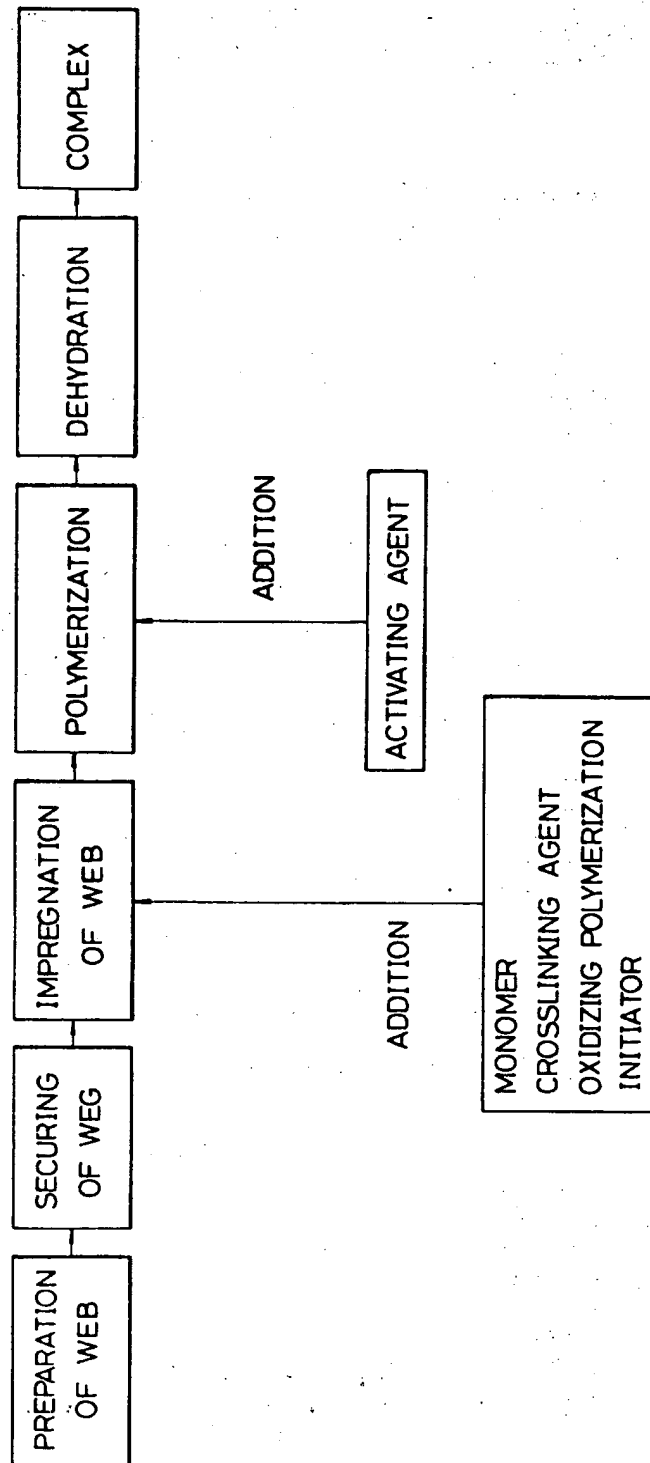 PREPARATION
OF WEB
SECURING
OF WEG
IMPREGNATION
OF WEB
POLYMERIZATION
DEHYDRATION
COMPLEX
ADDITION
ADDITION
MONOMER
CROSSLINKING AGENT
OXIDIZING POLYMERIZATION
INITIATOR
ACTIVATING AGENT